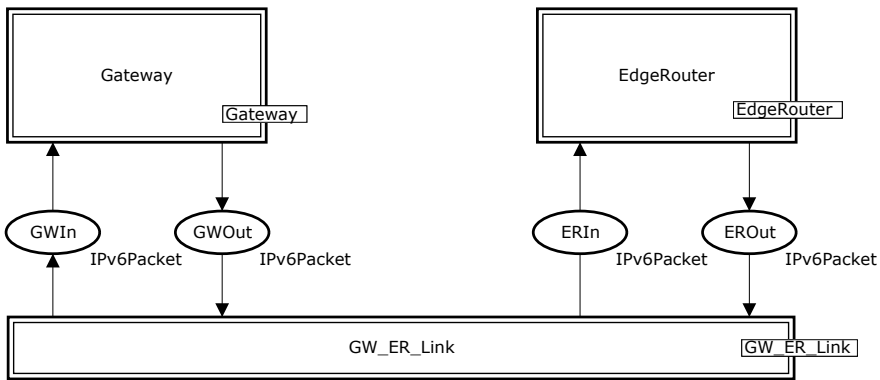 Gateway
EdgeRouter
Gateway
EdgeRouter
GWIn
GWOut
ERIn
EROut
IPv6Packet
IPv6Packet
IPv6Packet
IPv6Packet
GW_ER_Link
GW_ER_Link